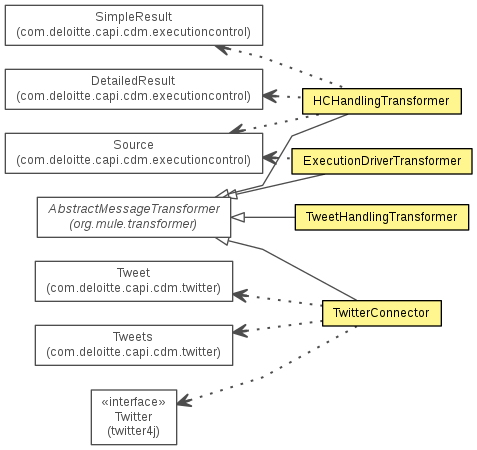 SimpleResult
(com.deloitte.capi.cdm.executioncontrol)
DetailedResult
(com.deloitte.capi.cdm.executioncontrol)
HCHandlingTransformer
Source
(com.deloitte.capi.cdm.executioncontrol)
ExecutionDriverTransformer
AbstractMessageTransformer
(org.mule.transformer)
TweetHandlingTransformer
Tweet
(com.deloitte.capi.cdm.twitter)
TwitterConnector
Tweets
(com.deloitte.capi.cdm.twitter)
«interface»
Twitter
(twitter4j)